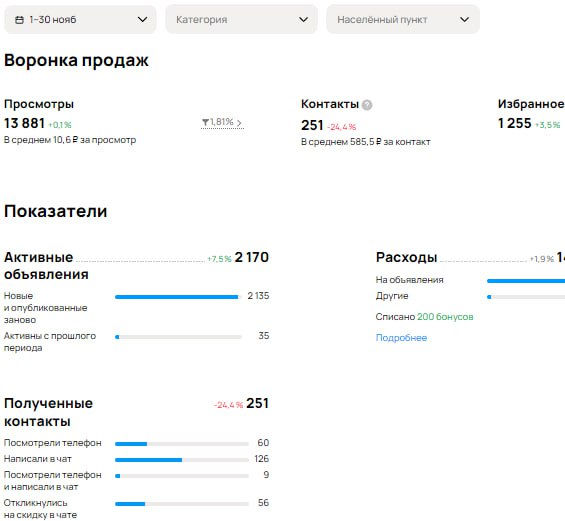 1–30 нояб
Категория
Населённый пункт
Воронка продаж
Просмотры
13 881 +0,1%
1,81%
В среднем 10,6 ₽ за просмотр
Контакты ?
251 -24,4%
В среднем 585,5 ₽ за контакт
Избранное
1 255 +3,5%
Показатели
Активные
объявления
+7,5% 2 170
Новые
и опубликованные
заново
2 135
Активны с прошлого
периода
35
Расходы
+1,9%
На объявления
Другие
Списано 200 бонусов
Подробнее
Полученные
контакты
-24,4% 251
Посмотрели телефон
60
Написали в чат
126
Посмотрели телефон
и написали в чат
9
Откликнулись
на скидку в чате
56